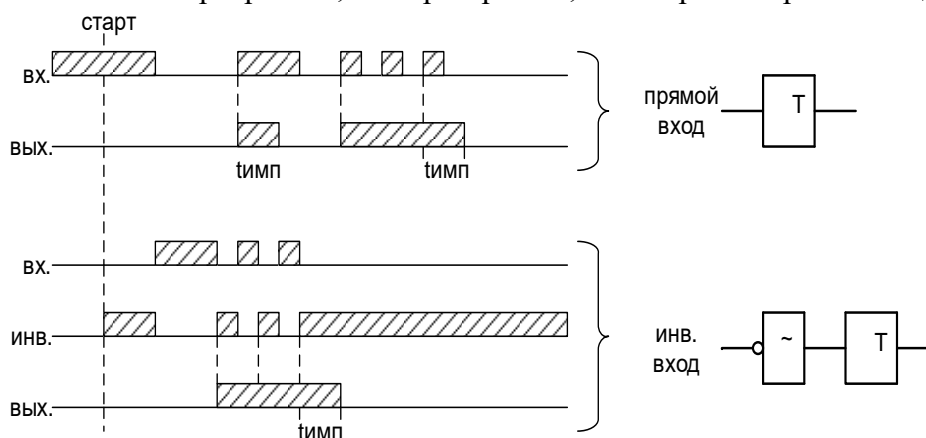 старт
вх.
вых.
tимп
tимп
прямой
вход
T
вх.
инв.
вых.
tимп
инв.
вход
~
T